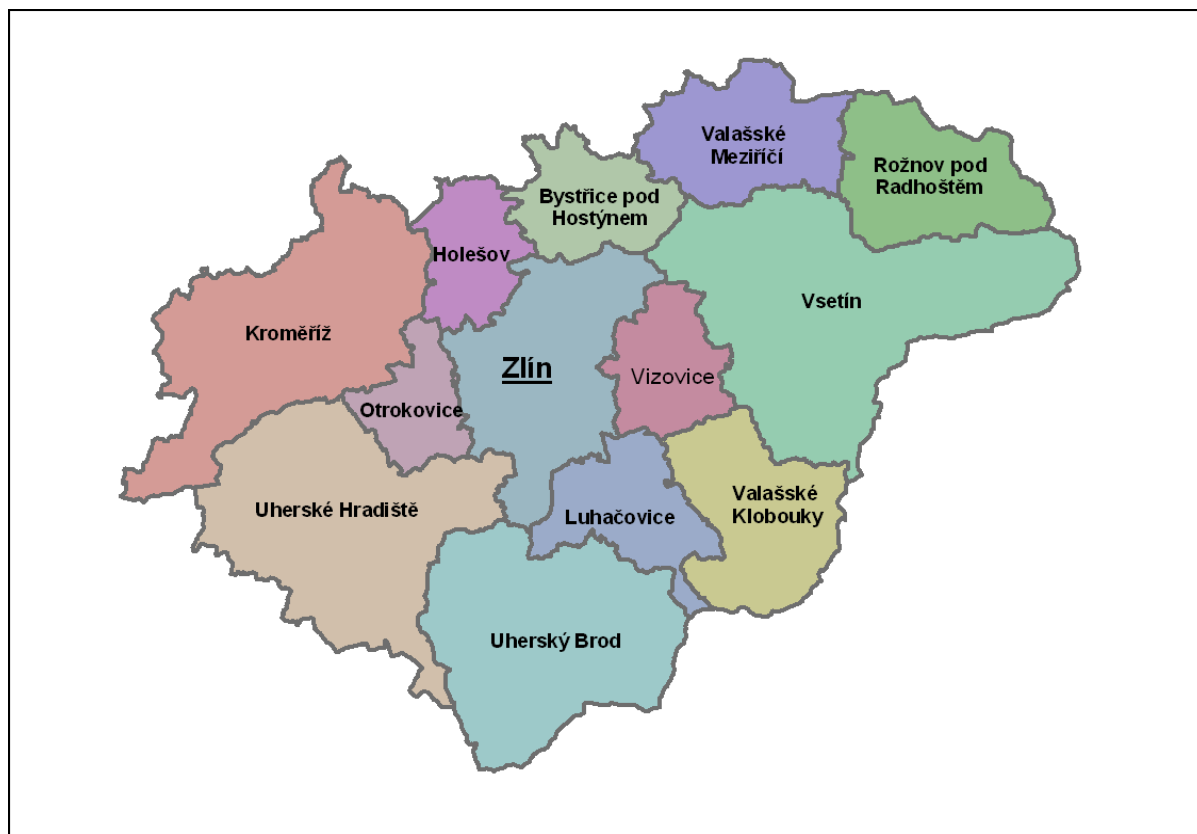 Valašské
Meziříčí
Rožnov pod
Radhoštěm
Bystřice pod
Hostýnem
Holešov
Vsetín
Kroměříž
Zlín
Vizovice
Otrokovice
Valašské
Klobouky
Uherské Hradiště
Luhačovice
Uherský Brod